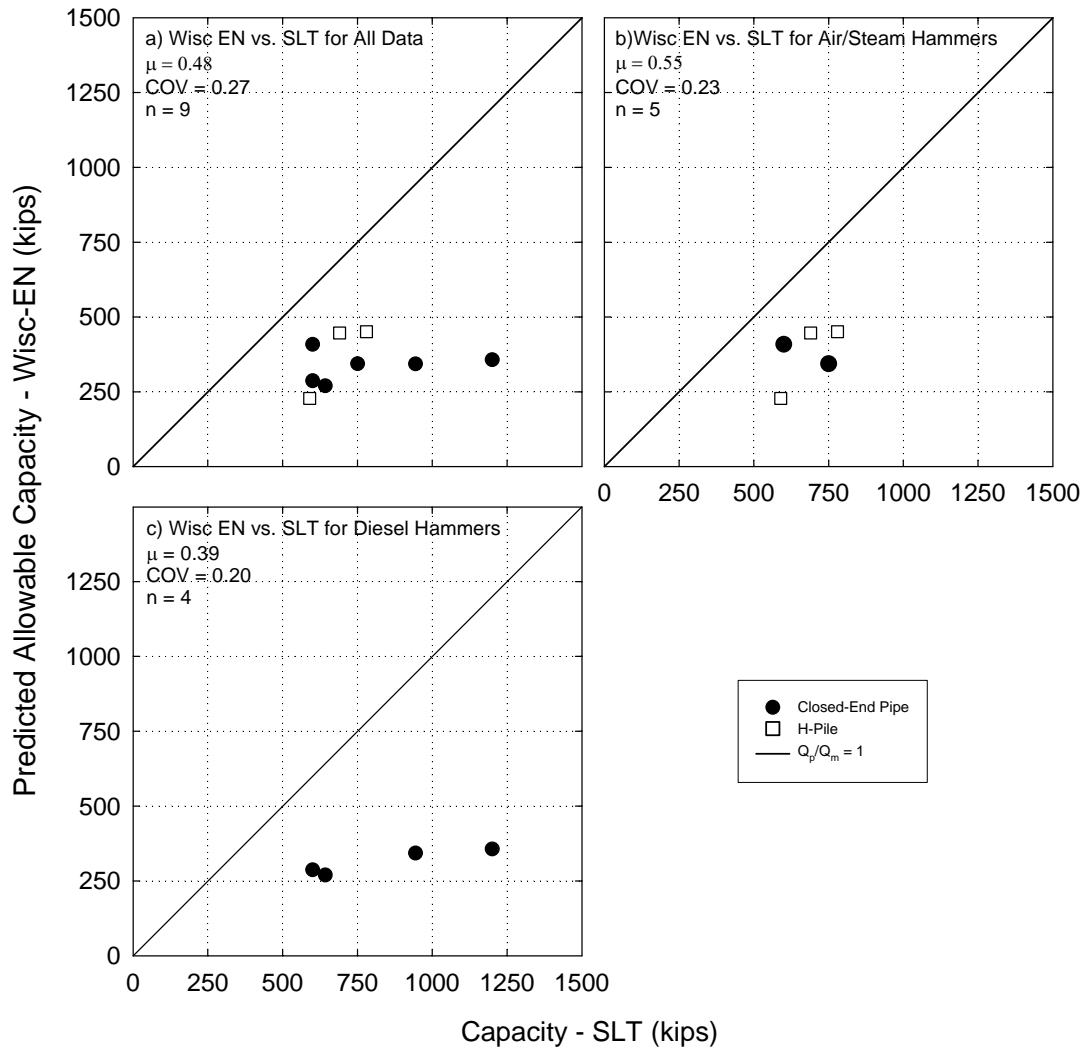 Predicted Allowable Capacity - Wisc-EN (kips)
1500
1250
1000
750
500
250
0
a) Wisc EN vs. SLT for All Data
μ = 0.48
COV = 0.27
n = 9
b)Wisc EN vs. SLT for Air/Steam Hammers
μ = 0.55
COV = 0.23
n = 5
0 250 500 750 1000 1250 1500
1250
1000
750
500
250
0
c) Wisc EN vs. SLT for Diesel Hammers
μ = 0.39
COV = 0.20
n = 4
0 250 500 750 1000 1250 1500
Closed-End Pipe
H-Pile
Qp/Qm = 1
Capacity - SLT (kips)